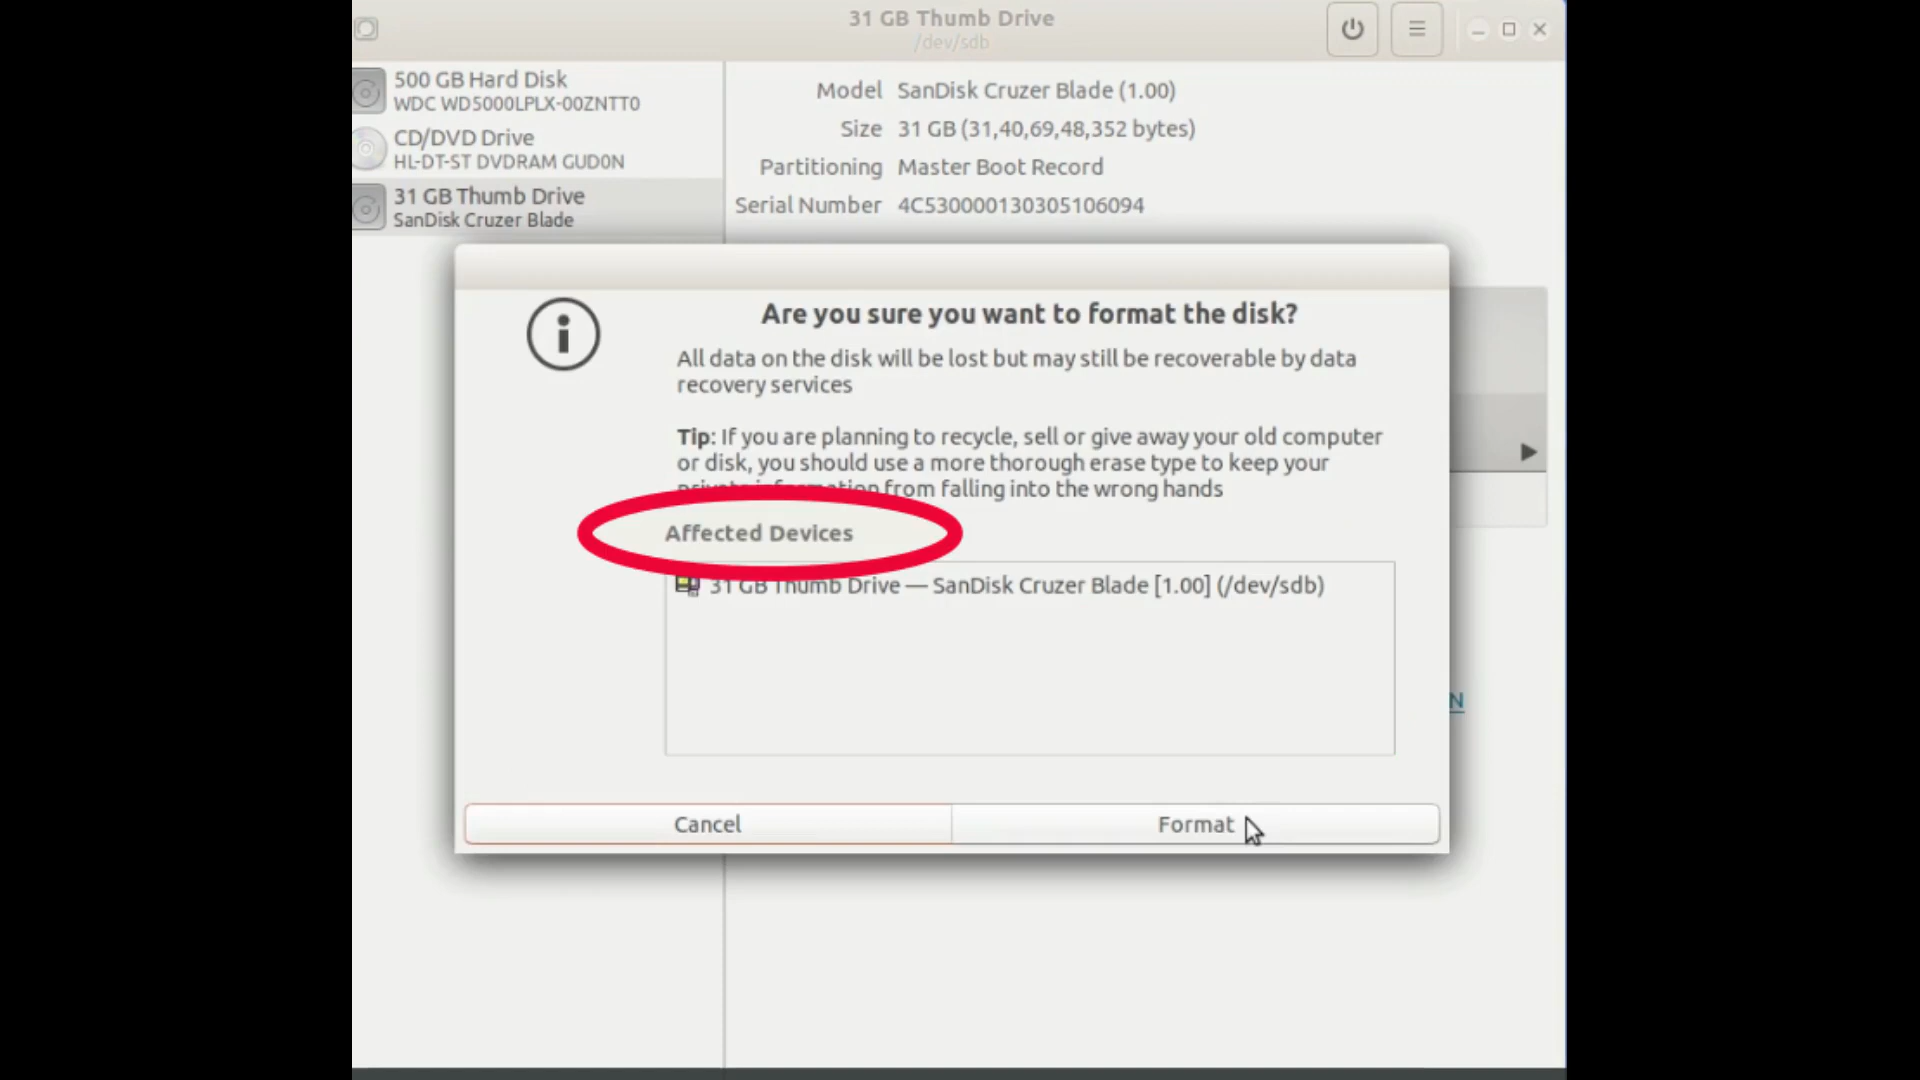 31 GB Thumb Drive
/dev/sdb
500 GB Hard Disk
WDC WD5000LPLX-00ZNTT0
CD/DVD Drive
HL-DT-ST DVDRAM GUD0N
31 GB Thumb Drive
SanDisk Cruzer Blade
Model SanDisk Cruzer Blade (1.00)
Size 31 GB (31,40,69,48,352 bytes)
Partitioning Master Boot Record
Serial Number 4C530000130305106094
Are you sure you want to format the disk?
All data on the disk will be lost but may still be recoverable by data
recovery services
Tip: If you are planning to recycle, sell or give away your old computer
or disk, you should use a more thorough erase type to keep your
private information from falling into the wrong hands
Affected Devices
31 GB Thumb Drive — SanDisk Cruzer Blade [1.00] (/dev/sdb)
N
Cancel
Format